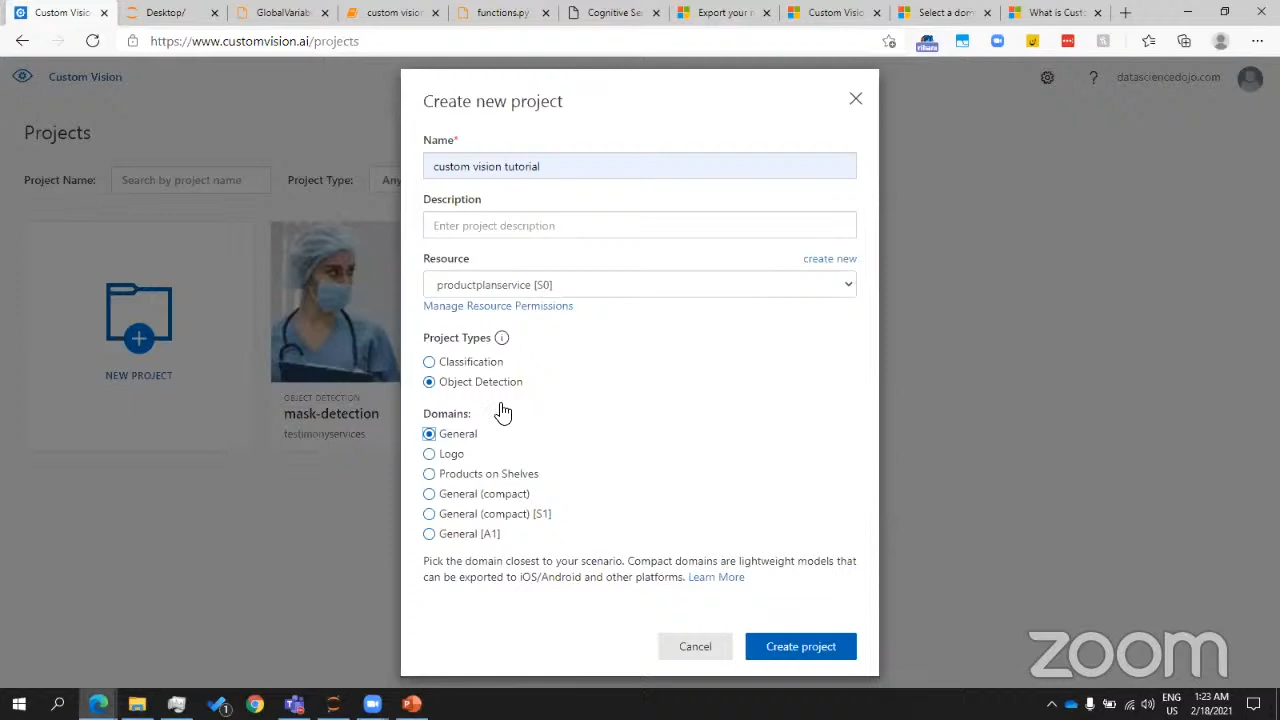 GlobalVariabl
Desktop/
Custom Vision
GlobalVariabl
custom vision
functions.py
Cognitive Ser
Export your m
Custom Visio
Select a dom
What is Custo
https://www.customvision.ai/projects
Custom Vision
datasciencedojo.com
Projects
Project Name:
Search by project name
Project Type:
Any
NEW PROJECT
OBJECT DETECTION
mask-detection
testimonyservices
Create new project
Name*
custom vision tutorial
Description
Enter project description
Resource
create new
productplanservice [S0]
Manage Resource Permissions
Project Types
Classification
Object Detection
Domains:
General
Logo
Products on Shelves
General (compact)
General (compact) [S1]
General [A1]
Pick the domain closest to your scenario. Compact domains are lightweight models that
can be exported to iOS/Android and other platforms. Learn More
Cancel
Create project
zoom
ENG
US
1:23 AM
2/18/2021